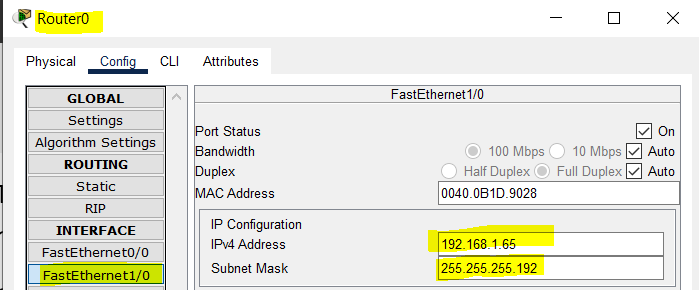 Router0
Physical Config CLI Attributes
GLOBAL
Settings
Algorithm Settings
ROUTING
Static
RIP
INTERFACE
FastEthernet0/0
FastEthernet1/0
FastEthernet1/0
Port Status On
Bandwidth 100 Mbps 10 Mbps Auto
Duplex Half Duplex Full Duplex Auto
MAC Address 0040.0B1D.9028
IP Configuration
IPv4 Address 192.168.1.65
Subnet Mask 255.255.255.192